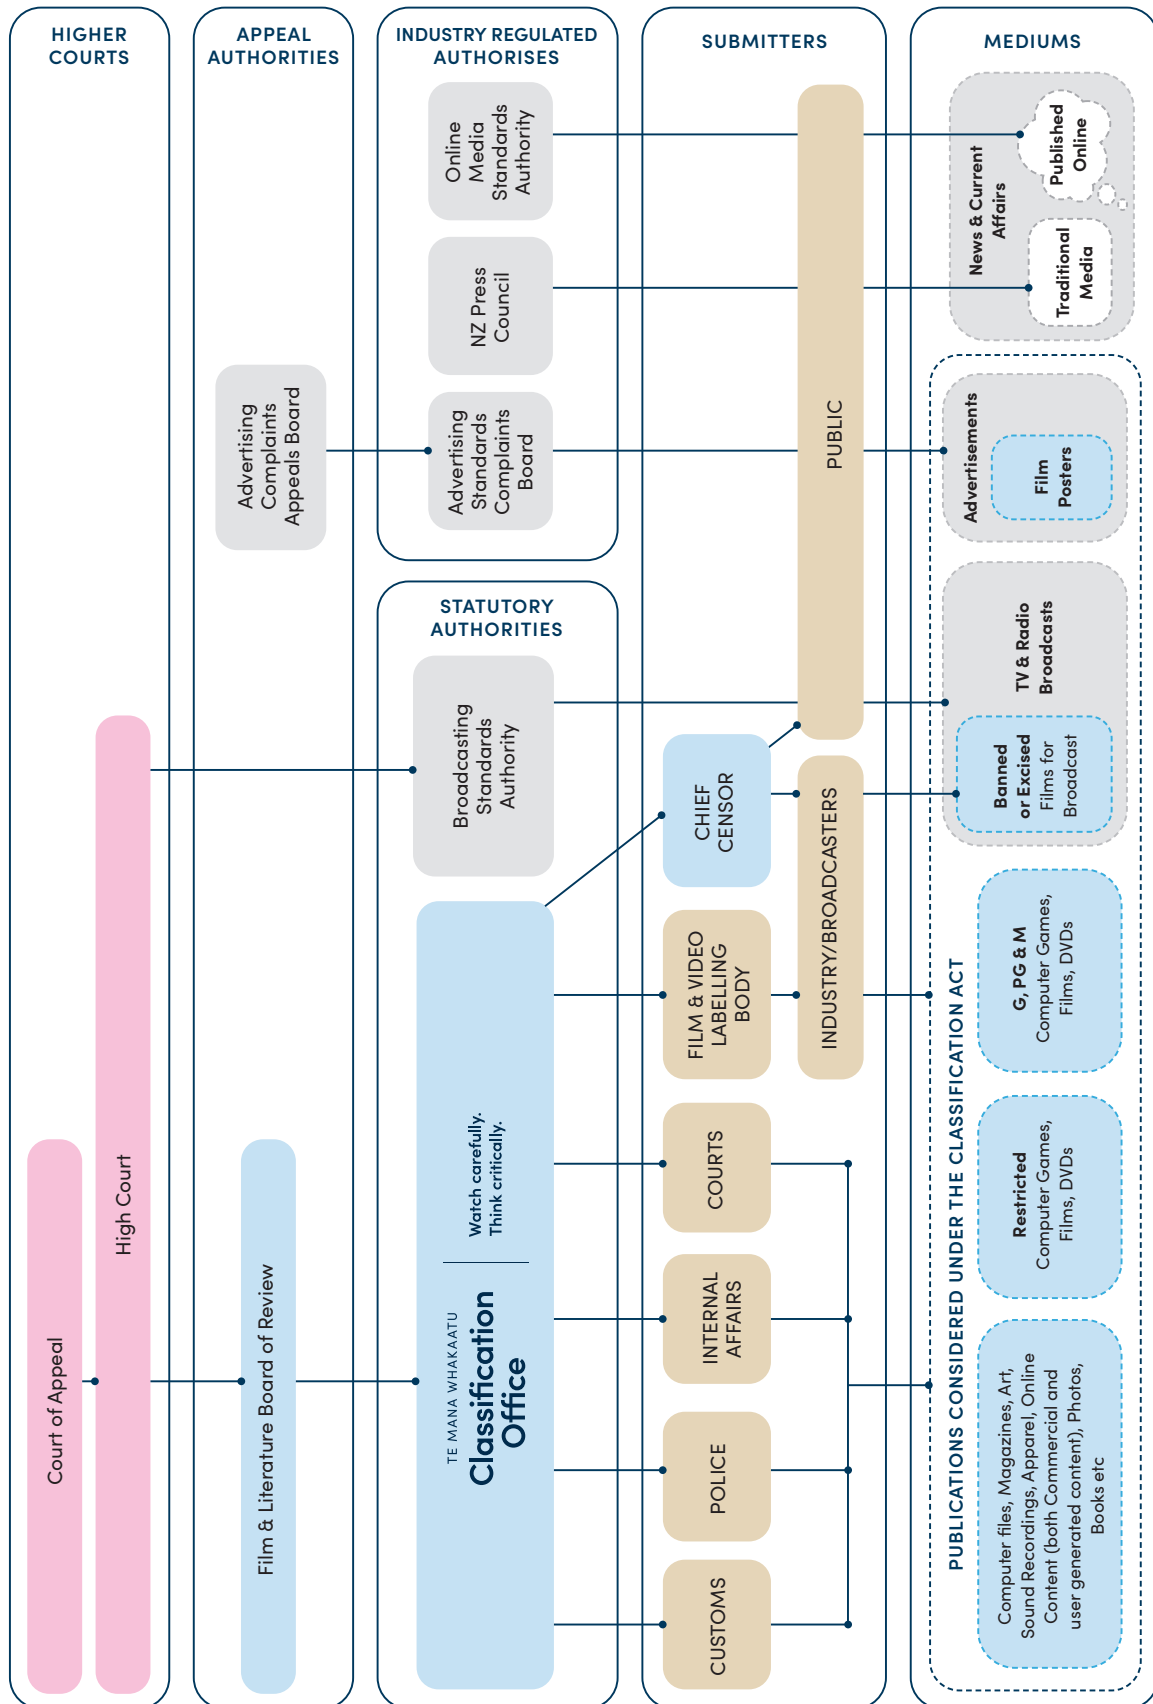 HIGHER
COURTS
Court of Appeal
High Court
APPEAL
AUTHORITIES
Advertising
Complaints
Appeals Board
Film & Literature Board of Review
INDUSTRY REGULATED
AUTHORISES
Online
Media
Standards
Authority
NZ Press
Council
Advertising
Standards
Complaints
Board
STATUTORY
AUTHORITIES
Broadcasting
Standards
Authority
TE MANA WHAKAATU
Classification
Office
Watch carefully.
Think critically.
SUBMITTERS
PUBLIC
CHIEF
CENSOR
INDUSTRY/BROADCASTERS
FILM & VIDEO
LABELLING
BODY
COURTS
INTERNAL
AFFAIRS
POLICE
CUSTOMS
MEDIUMS
News & Current
Affairs
Published
Online
Traditional
Media
Advertisements
Film
Posters
TV & Radio
Broadcasts
Banned
or Excised
Films for
Broadcast
PUBLICATIONS CONSIDERED UNDER THE CLASSIFICATION ACT
G, PG & M
Computer Games,
Films, DVDs
Restricted
Computer Games,
Films, DVDs
Computer files, Magazines, Art,
Sound Recordings, Apparel, Online
Content (both Commercial and
user generated content), Photos,
Books etc